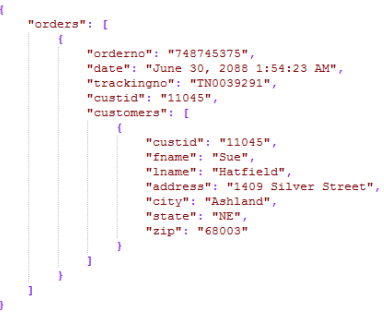 {
    "orders": [
        {
            "orderno": "748745375",
            "date": "June 30, 2088 1:54:23 AM",
            "trackingno": "TN0039291",
            "custid": "11045",
            "customers": [
                {
                    "custid": "11045",
                    "fname": "Sue",
                    "lname": "Hatfield",
                    "address": "1409 Silver Street",
                    "city": "Ashland",
                    "state": "NE",
                    "zip": "68003"
                }
            ]
        }
    ]
}